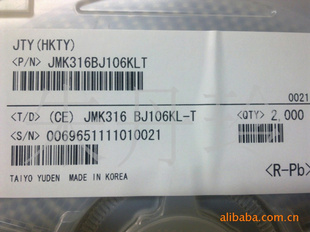 JTY(HKTY)
<P/N> JMK316BJ106KLT
0021
<T/D> (CE) JMK316 BJ106KL-T
<QTY> 2,000
<S/N> 0069651111010021
<R-Pb>
TAIYO YUDEN MADE IN KOREA
alibaba.com.cn